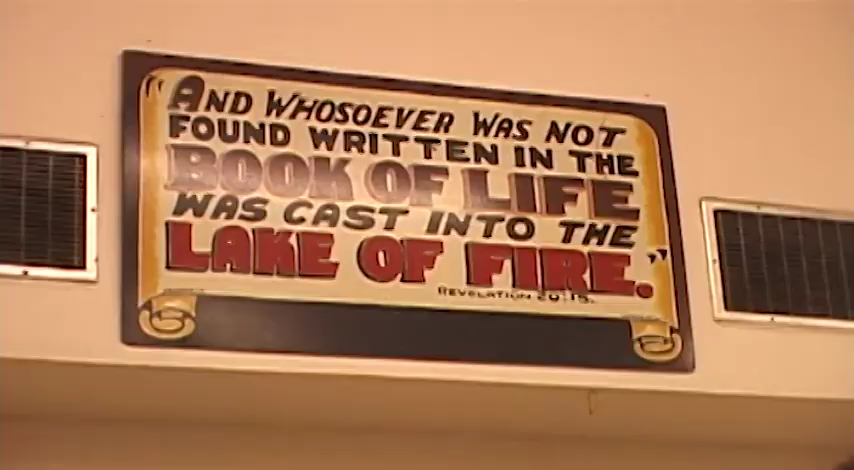 "AND WHOSOEVER WAS NOT
FOUND WRITTEN IN THE
BOOK OF LIFE
WAS CAST INTO THE
LAKE OF FIRE."
REVELATION 20:15.